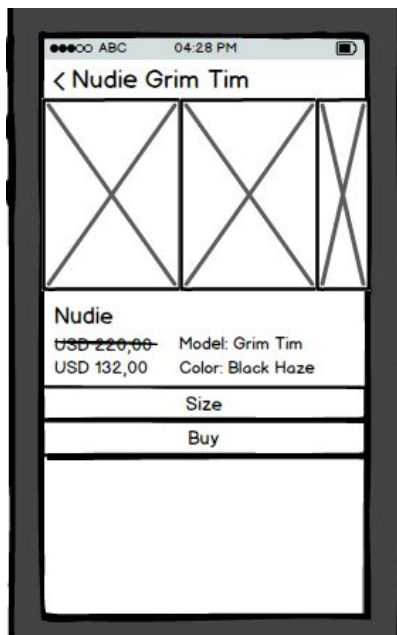 ABC 04:28 PM
< Nudie Grim Tim
Nudie
USD 220,00 Model: Grim Tim
USD 132,00 Color: Black Haze
Size
Buy